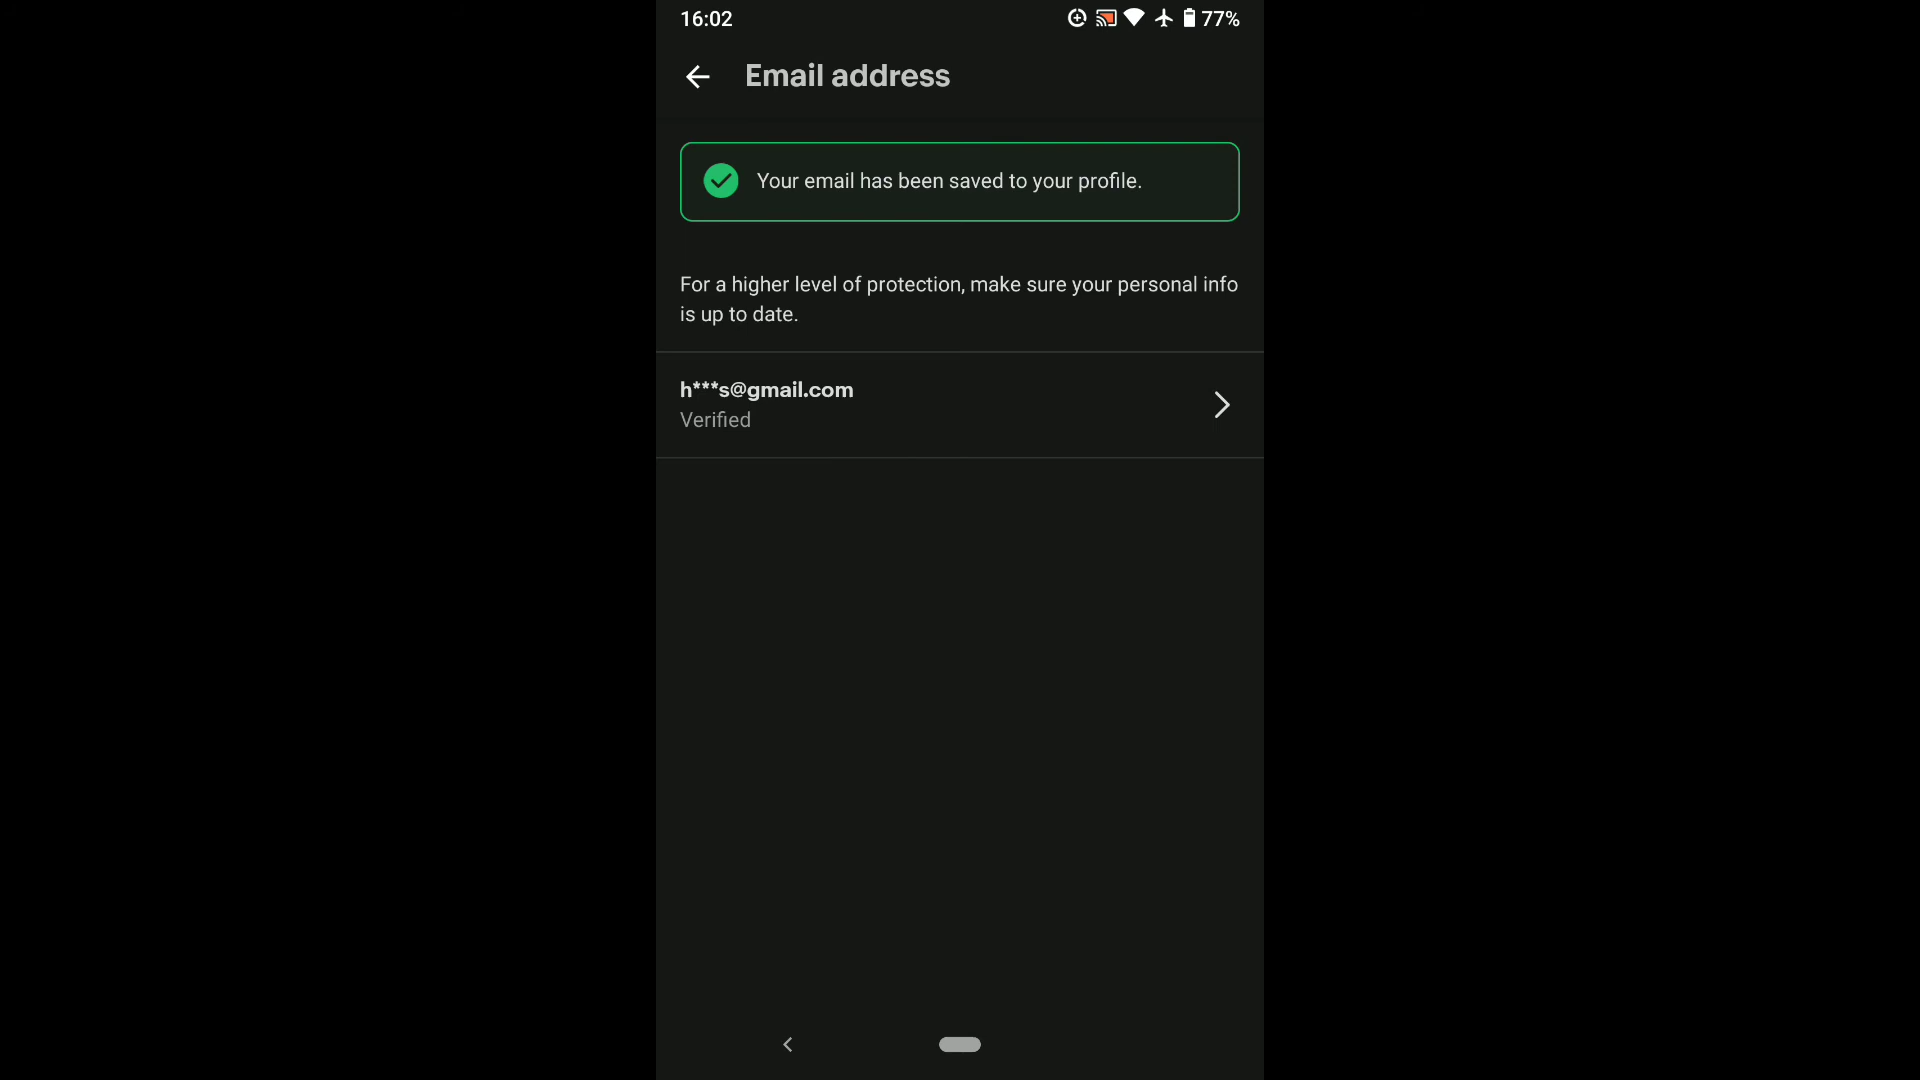 16:02
77%
Email address
Your email has been saved to your profile.
For a higher level of protection, make sure your personal info
is up to date.
h***s@gmail.com
Verified